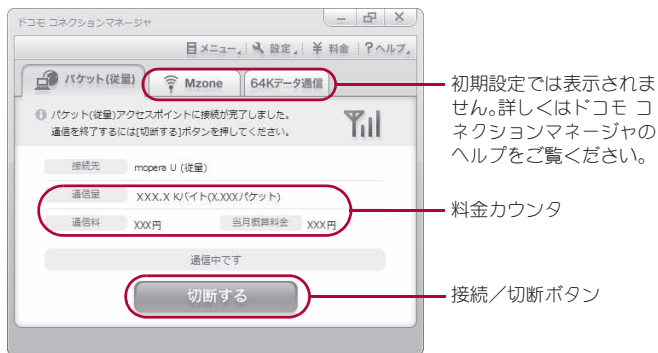 ドコモ コネクションマネージャ
メニュー 設定 料金 ?ヘルプ
パケット(従量) Mzone 64Kデータ通信
パケット(従量)アクセスポイントに接続が完了しました。
通信を終了するには[切断する]ボタンを押してください。
接続先 mopera U (従量)
通信量 XXX.X Kバイト(X,XXXパケット)
通信料 XXX円 当月概算料金 XXX円
通信中です
切断する
初期設定では表示されま
せん。詳しくはドコモ コ
ネクションマネージャの
ヘルプをご覧ください。
料金カウンタ
接続／切断ボタン